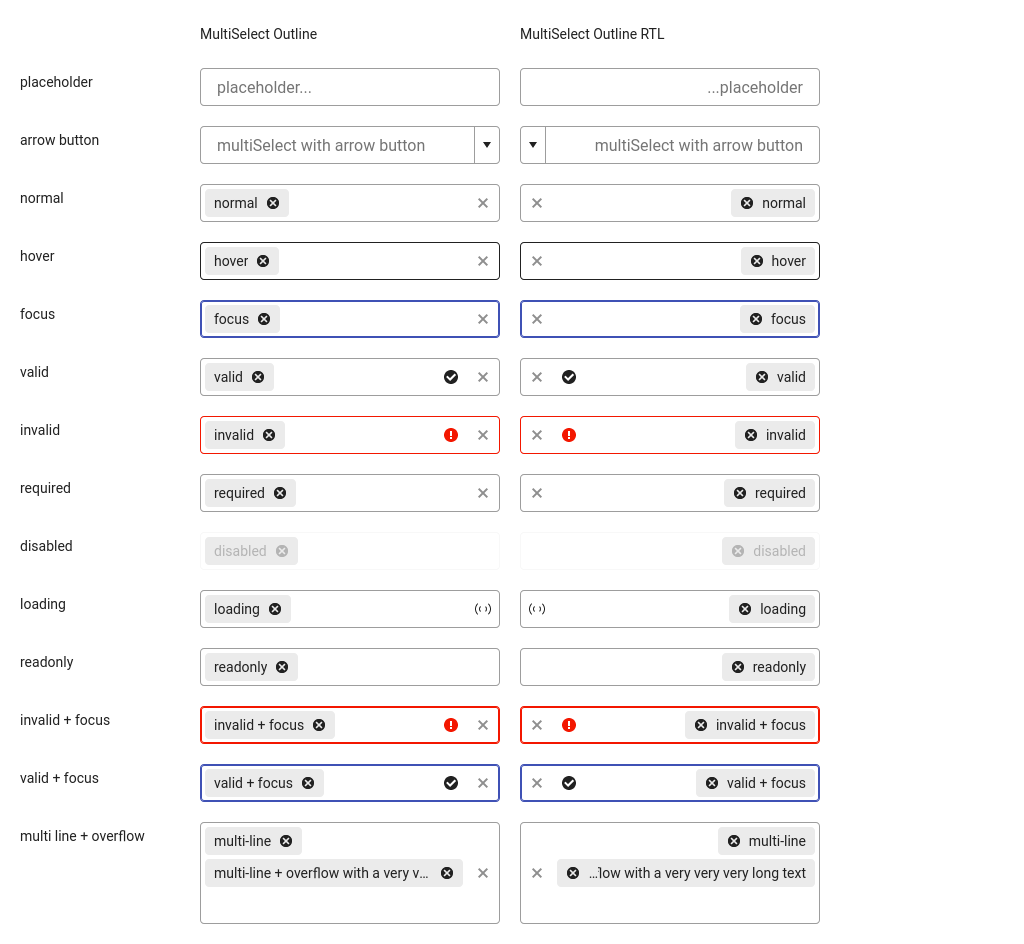 MultiSelect Outline MultiSelect Outline RTL
placeholder placeholder... ...placeholder
arrow button multiSelect with arrow button multiSelect with arrow button
normal normal normal
hover hover hover
focus focus focus
valid valid valid
invalid invalid invalid
required required required
disabled disabled disabled
loading loading loading
readonly readonly readonly
invalid + focus invalid + focus invalid + focus
valid + focus valid + focus valid + focus
multi line + overflow multi-line multi-line
multi-line + overflow with a very v... ...low with a very very very long text